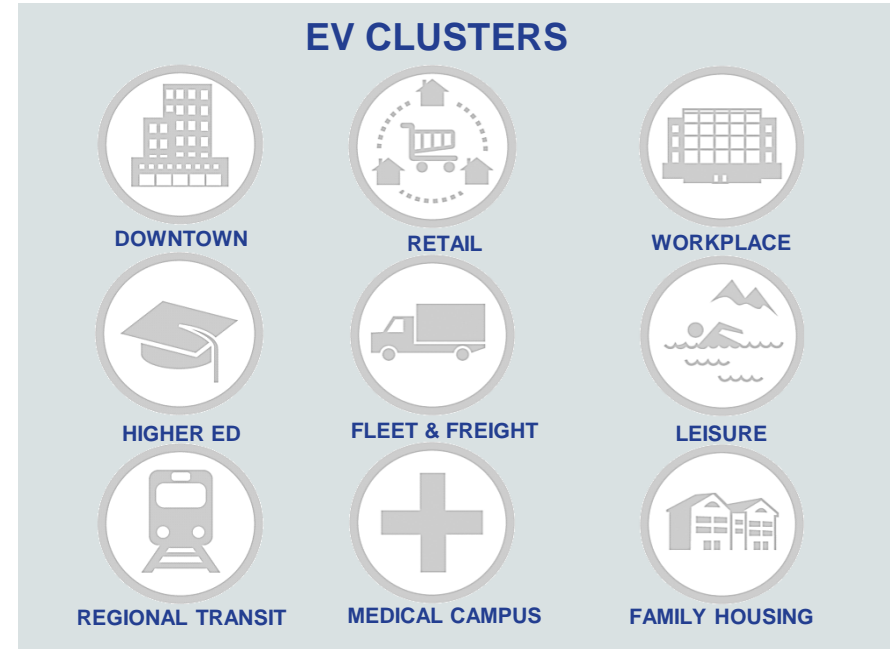 EV CLUSTERS
DOWNTOWN
RETAIL
WORKPLACE
HIGHER ED
FLEET & FREIGHT
LEISURE
REGIONAL TRANSIT
MEDICAL CAMPUS
FAMILY HOUSING